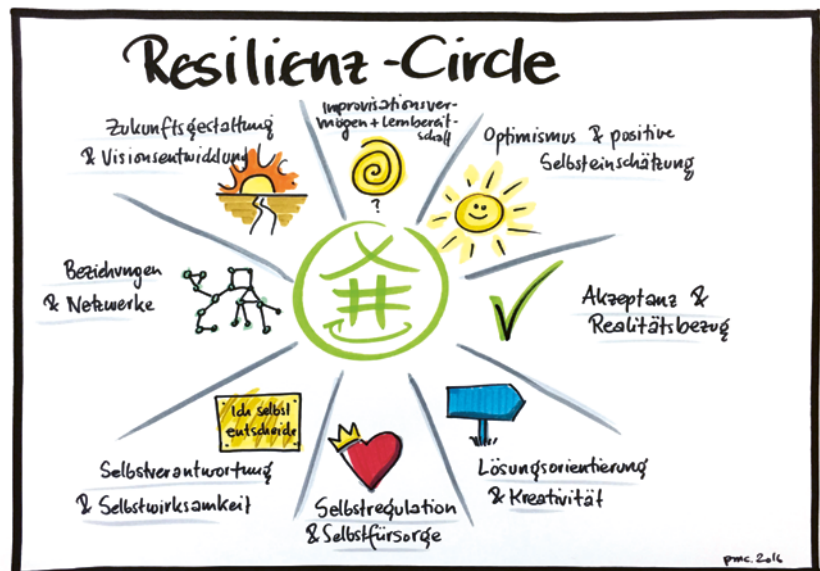 Resilienz-Circle
Zukunftsgestaltung
& Visionsentwicklung
Improvisationsver-
mögen + Lernbereit-
schaft
?
Optimismus & positive
Selbsteinschätzung
Beziehungen
& Netzwerke
Akzeptanz &
Realitätsbezug
Ich selbst
entscheide
Selbstverantwortung
& Selbstwirksamkeit
Selbstregulation
& Selbstfürsorge
Lösungsorientierung
& Kreativität
pmc. 2016